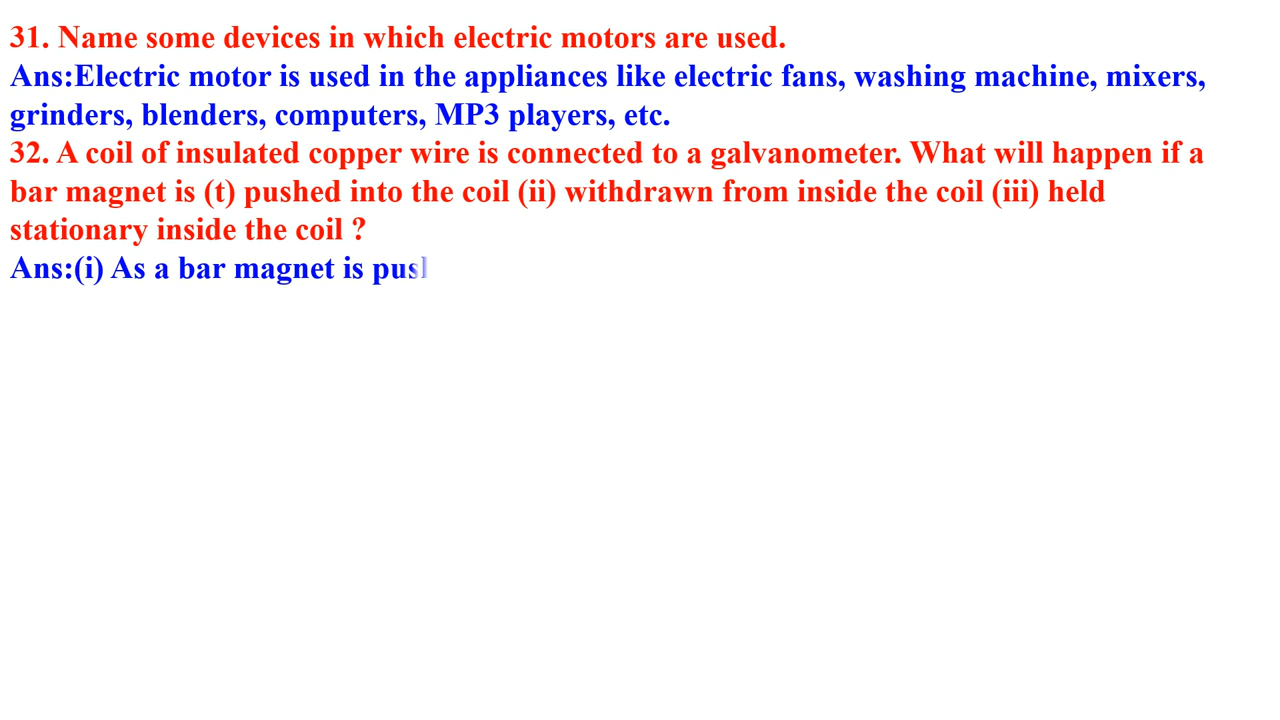 31. Name some devices in which electric motors are used.
Ans:Electric motor is used in the appliances like electric fans, washing machine, mixers,
grinders, blenders, computers, MP3 players, etc.
32. A coil of insulated copper wire is connected to a galvanometer. What will happen if a
bar magnet is (t) pushed into the coil (ii) withdrawn from inside the coil (iii) held
stationary inside the coil ?
Ans:(i) As a bar magnet is